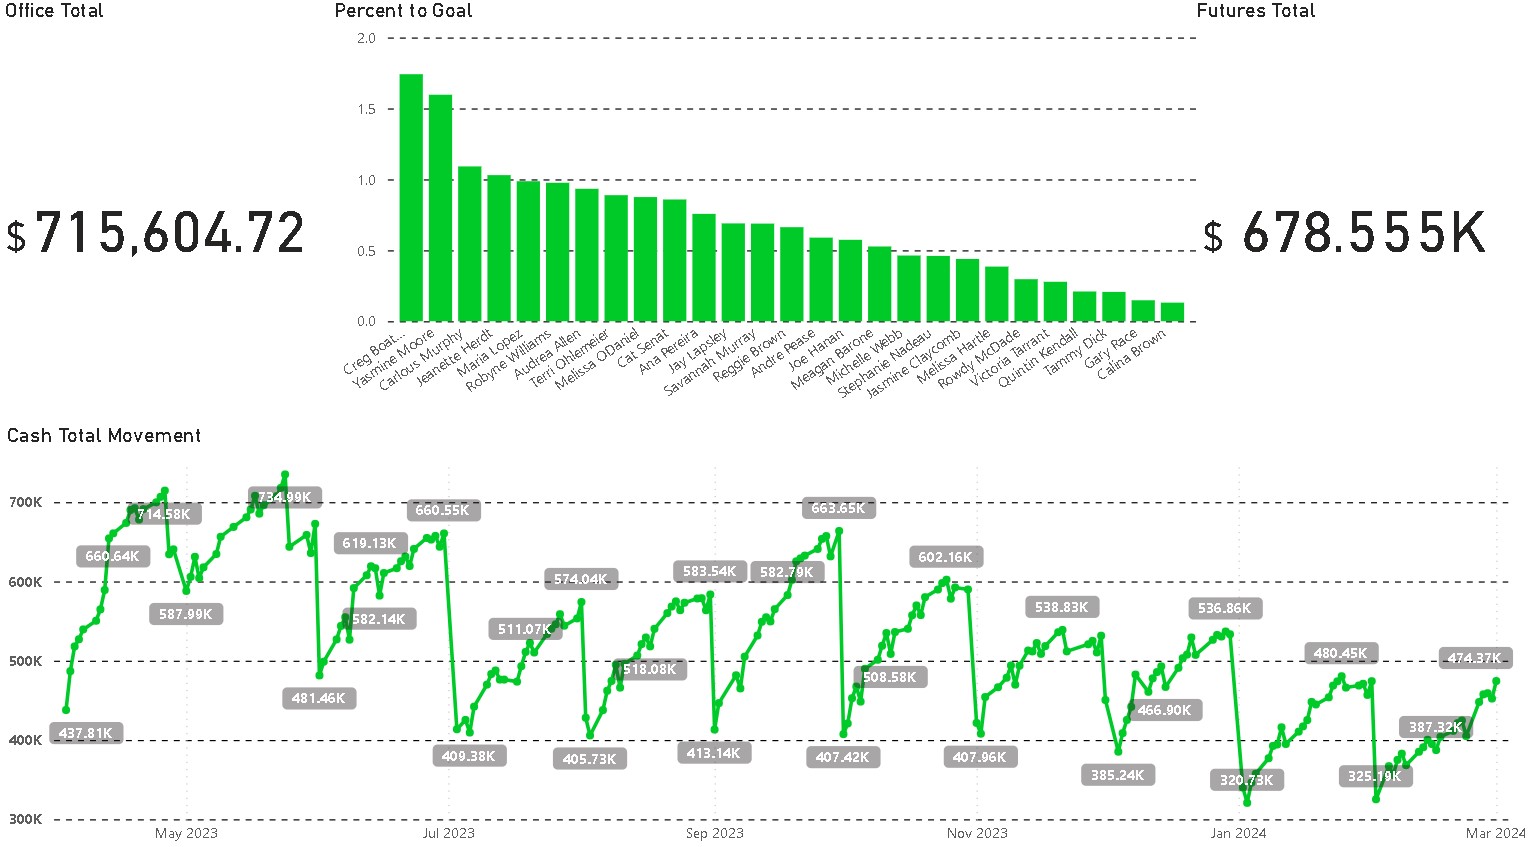 Office Total
Percent to Goal
Futures Total
2.0
1.5
1.0
0.5
0.0
$715,604.72
$ 678.555K
Creg Boat...
Yasmine Moore
Carlous Murphy
Jeanette Herdt
Maria Lopez
Robyne Williams
Audrea Allen
Terri Ohlemeier
Melissa ODaniel
Cat Senat
Ana Pereira
Jay Lapsley
Savannah Murray
Reggie Brown
Andre Pease
Joe Hanan
Meagan Barone
Michelle Webb
Stephanie Nadeau
Jasmine Claycomb
Melissa Hartle
Rowdy McDade
Victoria Tarrant
Quintin Kendall
Tammy Dick
Gary Race
Calina Brown
Cash Total Movement
700K
600K
500K
400K
300K
437.81K
660.64K
714.58K
587.99K
734.99K
481.46K
619.13K
582.14K
660.55K
409.38K
511.07K
574.04K
405.73K
518.08K
583.54K
413.14K
582.79K
663.65K
407.42K
508.58K
602.16K
407.96K
538.83K
385.24K
466.90K
536.86K
320.73K
480.45K
325.19K
387.32K
474.37K
May 2023
Jul 2023
Sep 2023
Nov 2023
Jan 2024
Mar 2024